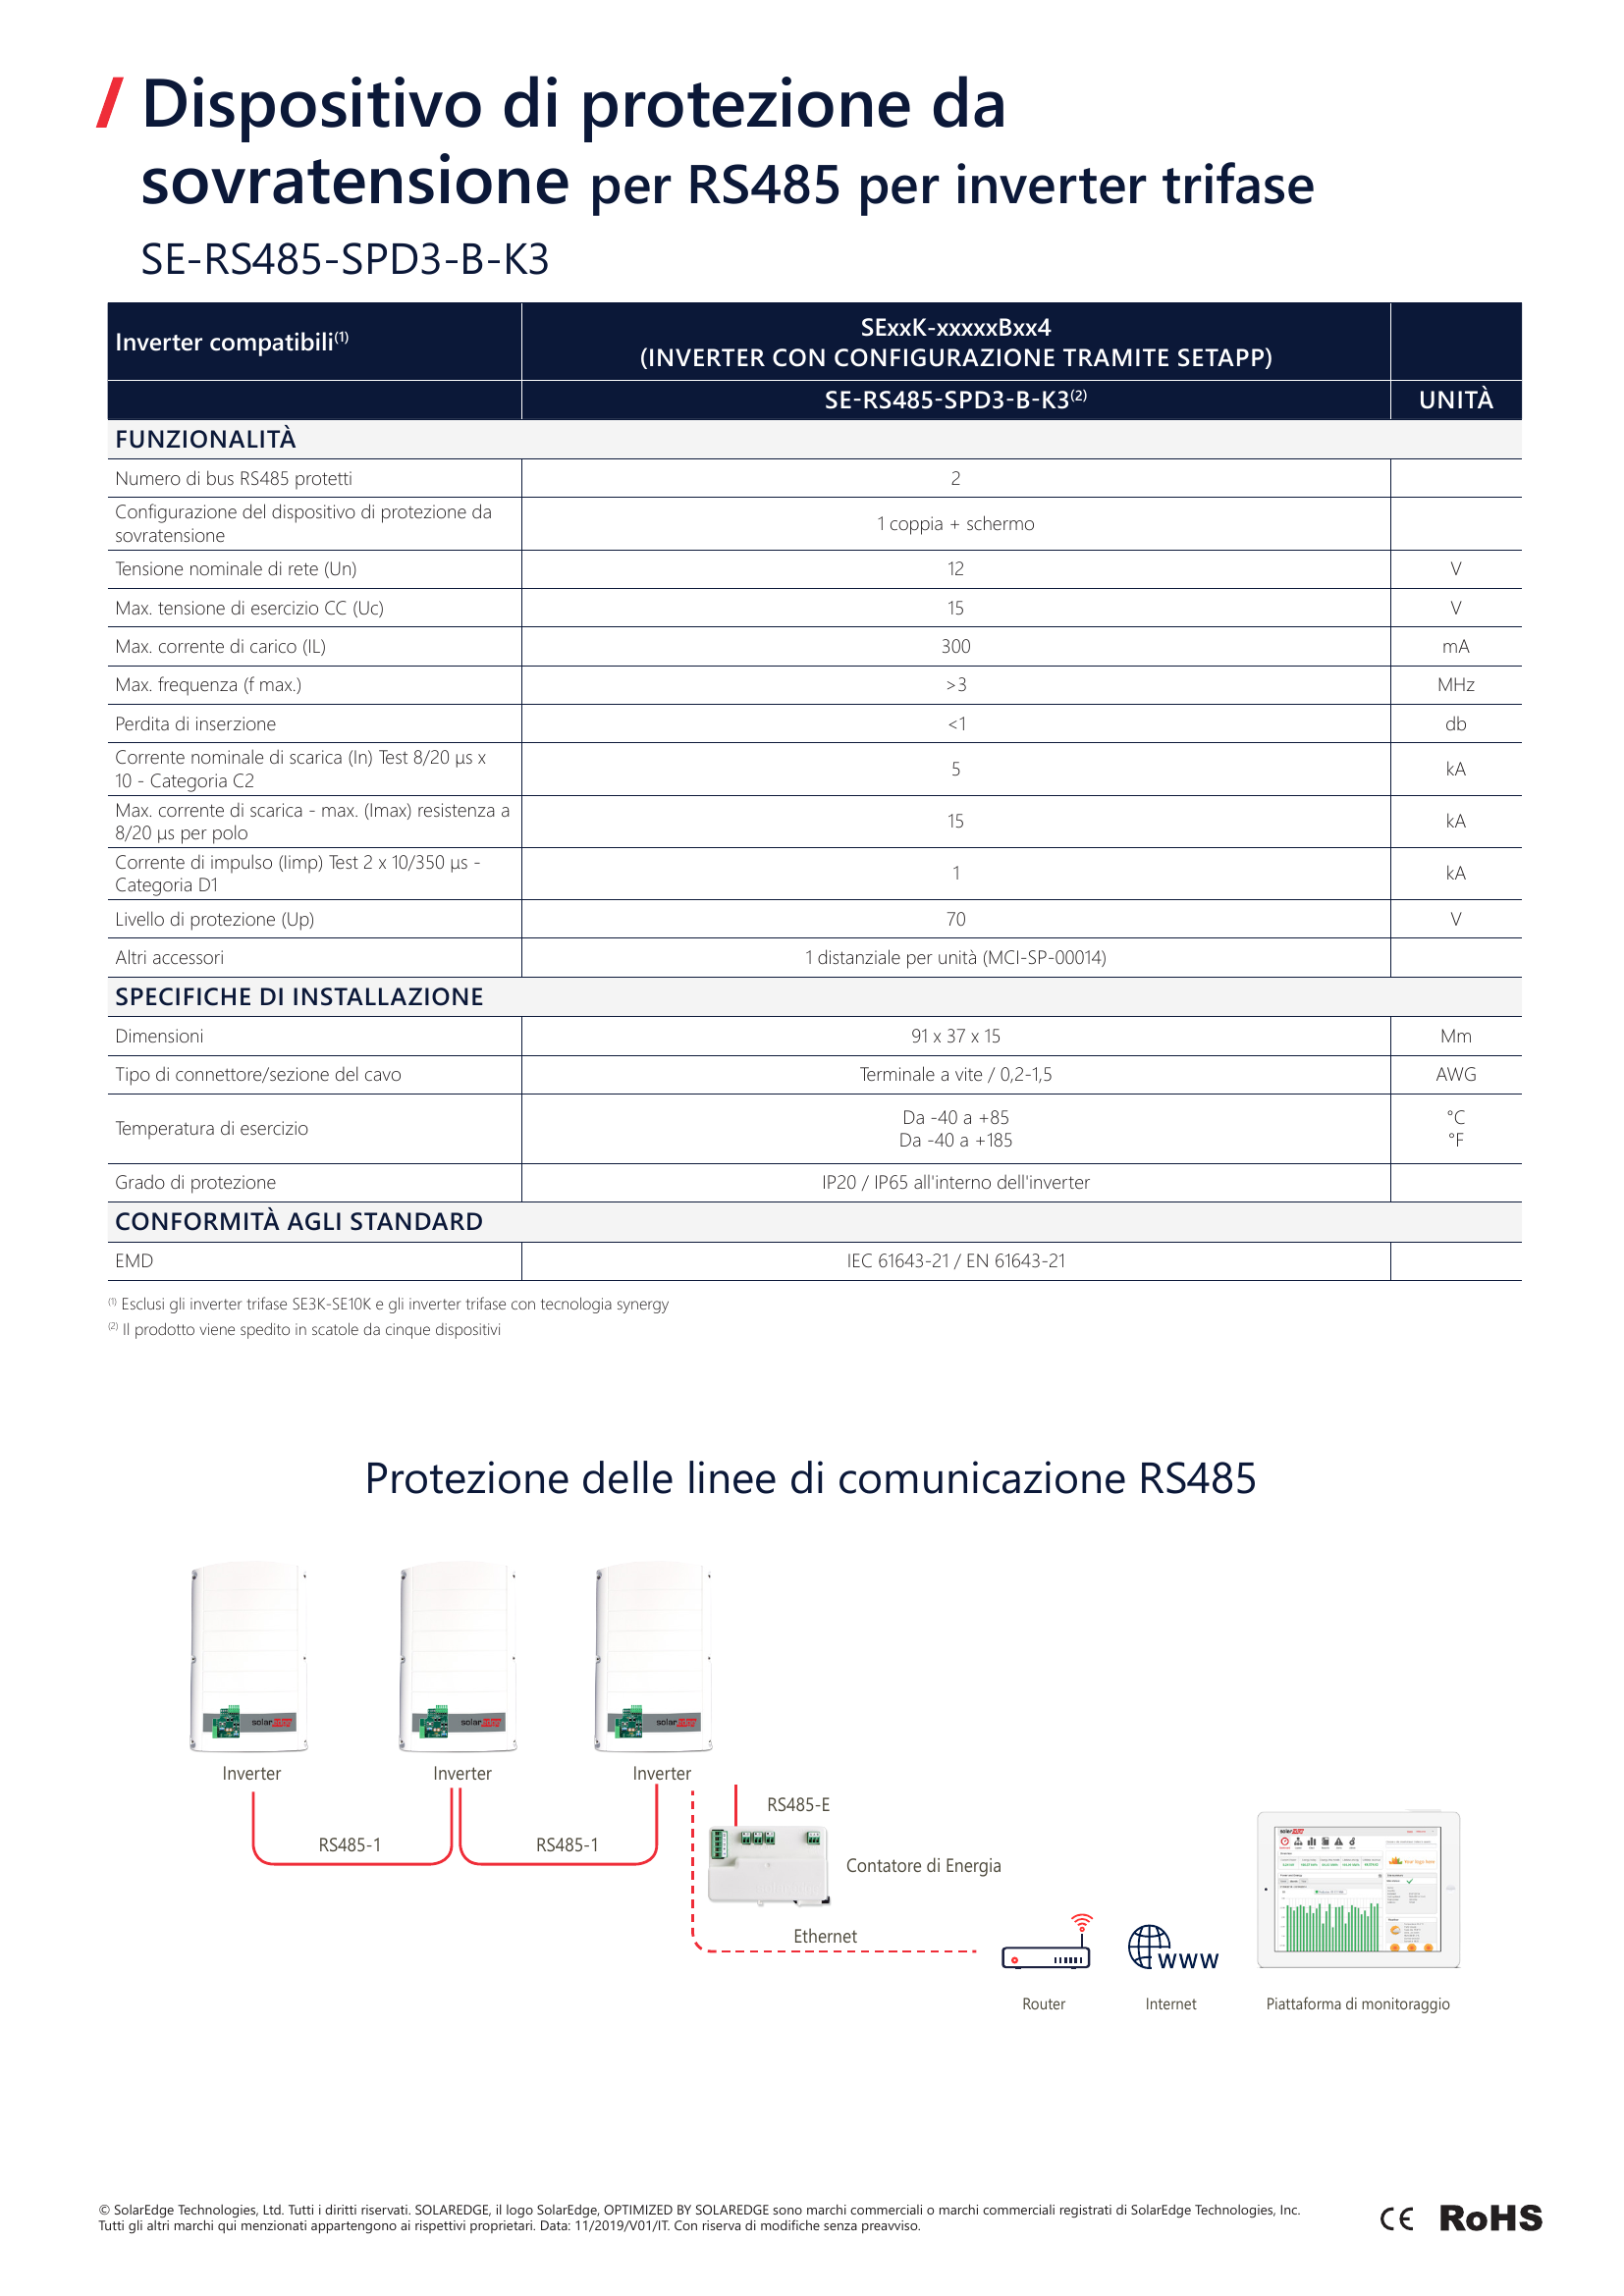 Dispositivo di protezione da
sovratensione per RS485 per inverter trifase
SE-RS485-SPD3-B-K3
Inverter compatibili(1)
SExxK-xxxxxBxx4
(INVERTER CON CONFIGURAZIONE TRAMITE SETAPP)
SE-RS485-SPD3-B-K3(2) UNITÀ
FUNZIONALITÀ
Numero di bus RS485 protetti 2
Configurazione del dispositivo di protezione da
sovratensione
1 coppia + schermo
Tensione nominale di rete (Un) 12 V
Max. tensione di esercizio CC (Uc) 15 V
Max. corrente di carico (IL) 300 mA
Max. frequenza (f max.) >3 MHz
Perdita di inserzione <1 db
Corrente nominale di scarica (In) Test 8/20 µs x
10 - Categoria C2
5 kA
Max. corrente di scarica - max. (Imax) resistenza a
8/20 µs per polo
15 kA
Corrente di impulso (limp) Test 2 x 10/350 µs -
Categoria D1
1 kA
Livello di protezione (Up) 70 V
Altri accessori 1 distanziale per unità (MCI-SP-00014)
SPECIFICHE DI INSTALLAZIONE
Dimensioni 91 x 37 x 15 Mm
Tipo di connettore/sezione del cavo Terminale a vite / 0,2-1,5 AWG
Temperatura di esercizio
Da -40 a +85 °C
Da -40 a +185 °F
Grado di protezione IP20 / IP65 all'interno dell'inverter
CONFORMITÀ AGLI STANDARD
EMD IEC 61643-21 / EN 61643-21
(1) Esclusi gli inverter trifase SE3K-SE10K e gli inverter trifase con tecnologia synergy
(2) Il prodotto viene spedito in scatole da cinque dispositivi
Protezione delle linee di comunicazione RS485
solaredge solaredge solaredge
Inverter Inverter Inverter
RS485-E
RS485-1 RS485-1
Contatore di Energia
Ethernet
www
Router Internet Piattaforma di monitoraggio
© SolarEdge Technologies, Ltd. Tutti i diritti riservati. SOLAREDGE, il logo SolarEdge, OPTIMIZED BY SOLAREDGE sono marchi commerciali o marchi commerciali registrati di SolarEdge Technologies, Inc.
Tutti gli altri marchi qui menzionati appartengono ai rispettivi proprietari. Data: 11/2019/V01/IT. Con riserva di modifiche senza preavviso.
CE RoHS